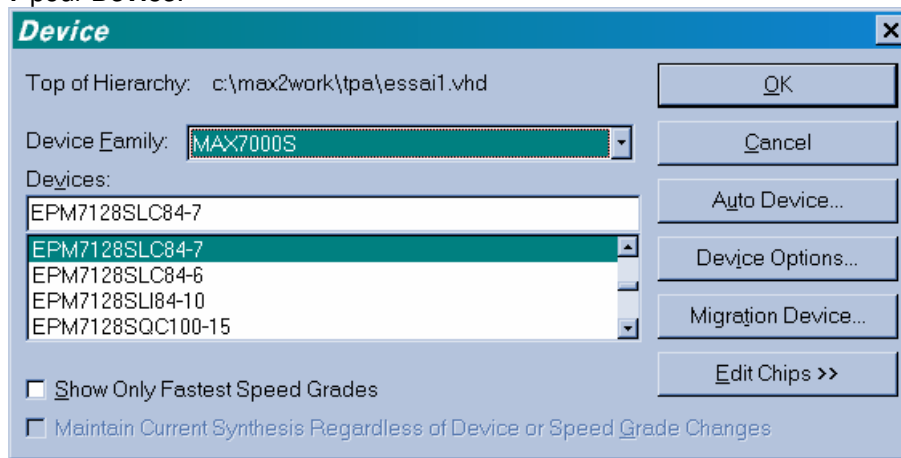 Device
Top of Hierarchy: c:\max2work\tpa\essai1.vhd
OK
Device Family: MAX7000S
Cancel
Devices:
EPM7128SLC84-7
Auto Device...
EPM7128SLC84-7
EPM7128SLC84-6
EPM7128SLI84-10
EPM7128SQC100-15
Device Options...
Migration Device...
Edit Chips >>
Show Only Fastest Speed Grades
Maintain Current Synthesis Regardless of Device or Speed Grade Changes